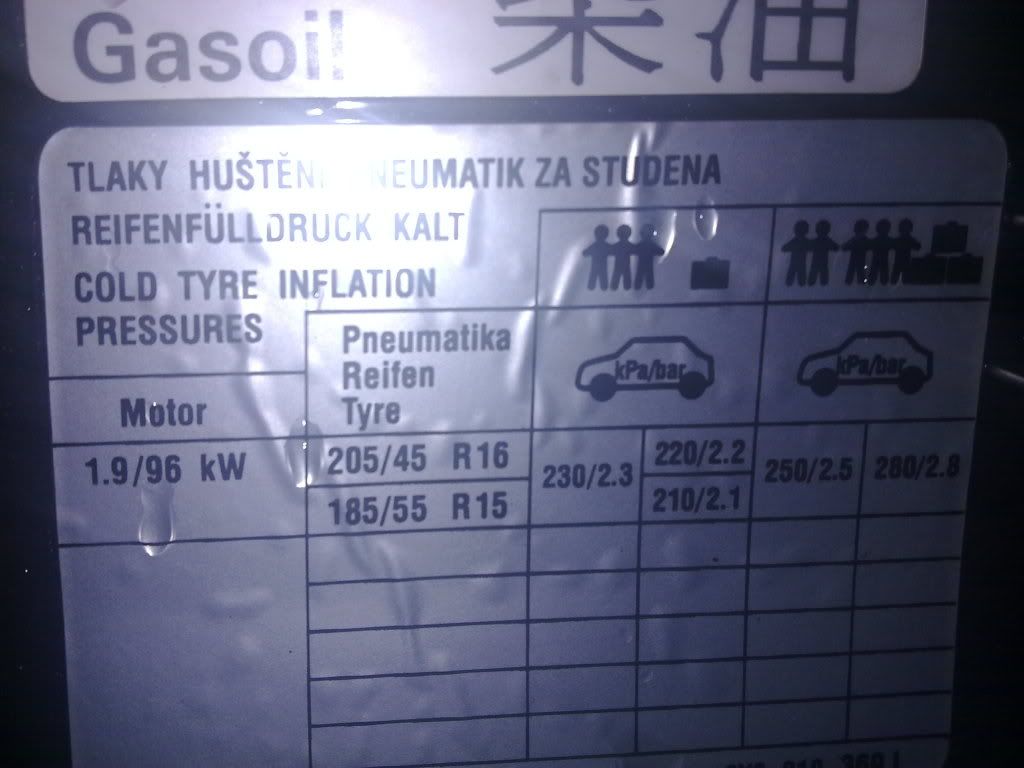 Gasoil 柴油
TLAKY HUŠTĚNÍ PNEUMATIK ZA STUDENA
REIFENFÜLLDRUCK KALT
COLD TYRE INFLATION
PRESSURES
Pneumatika
Reifen
Tyre
kPa/bar kPa/bar
Motor
1.9/96 kW
205/45 R16 230/2.3 220/2.2 250/2.5 280/2.8
185/55 R15 210/2.1